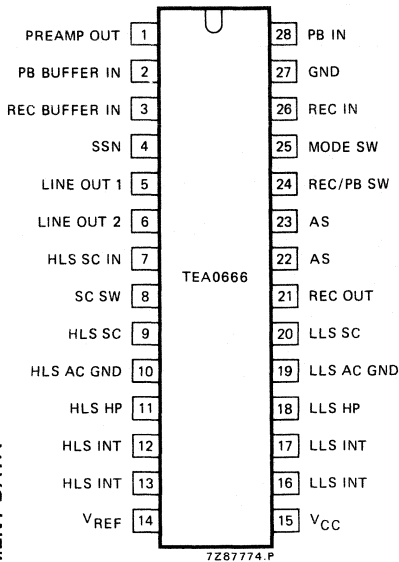 PREAMP OUT 1 28 PB IN
PB BUFFER IN 2 27 GND
REC BUFFER IN 3 26 REC IN
SSN 4 25 MODE SW
LINE OUT 1 5 24 REC/PB SW
LINE OUT 2 6 23 AS
HLS SC IN 7 22 AS
TEA0666
SC SW 8 21 REC OUT
HLS SC 9 20 LLS SC
HLS AC GND 10 19 LLS AC GND
HLS HP 11 18 LLS HP
HLS INT 12 17 LLS INT
HLS INT 13 16 LLS INT
VREF 14 15 VCC
7Z87774.P